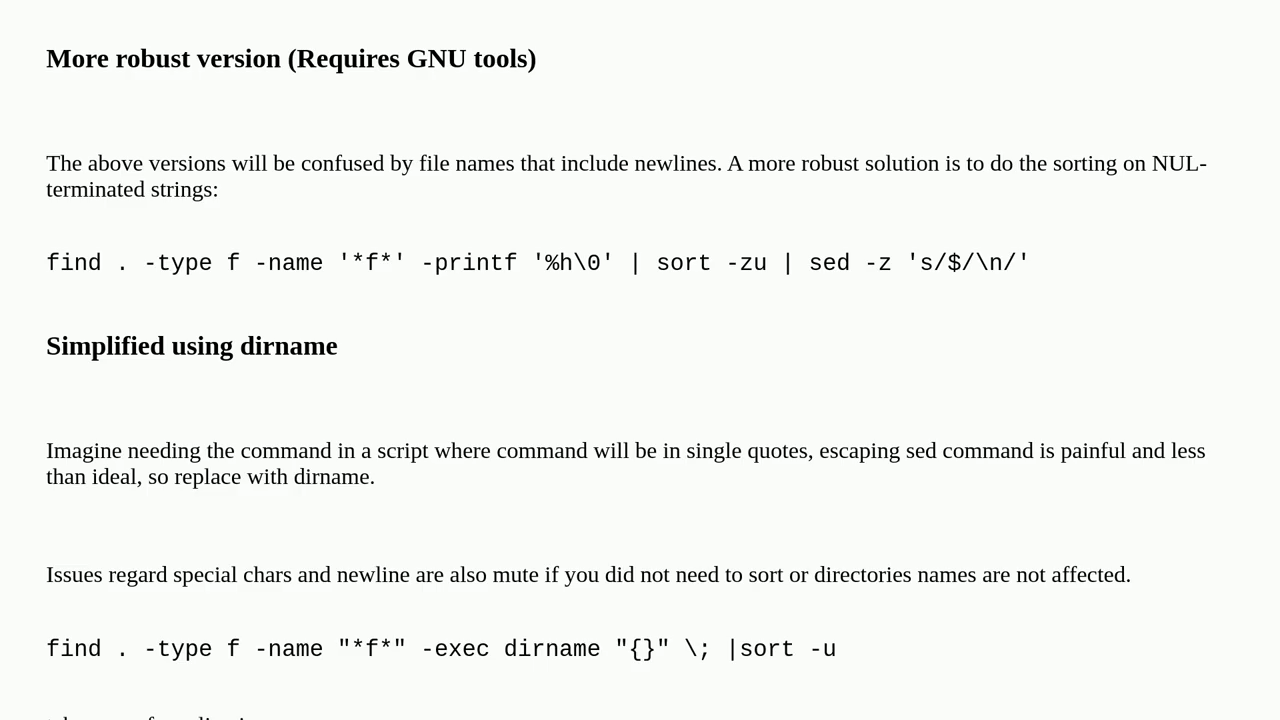 More robust version (Requires GNU tools)
The above versions will be confused by file names that include newlines. A more robust solution is to do the sorting on NUL-
terminated strings:
find . -type f -name '*f*' -printf '%h\0' | sort -zu | sed -z 's/$/\n/'
Simplified using dirname
Imagine needing the command in a script where command will be in single quotes, escaping sed command is painful and less
than ideal, so replace with dirname.
Issues regard special chars and newline are also mute if you did not need to sort or directories names are not affected.
find . -type f -name "*f*" -exec dirname "{}" \; |sort -u